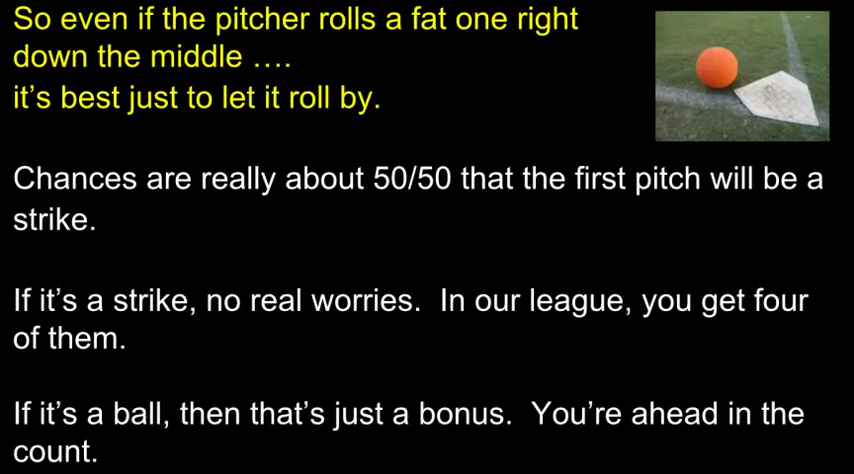 So even if the pitcher rolls a fat one right
down the middle ....
it's best just to let it roll by.
Chances are really about 50/50 that the first pitch will be a
strike.
If it's a strike, no real worries.  In our league, you get four
of them.
If it's a ball, then that's just a bonus.  You're ahead in the
count.